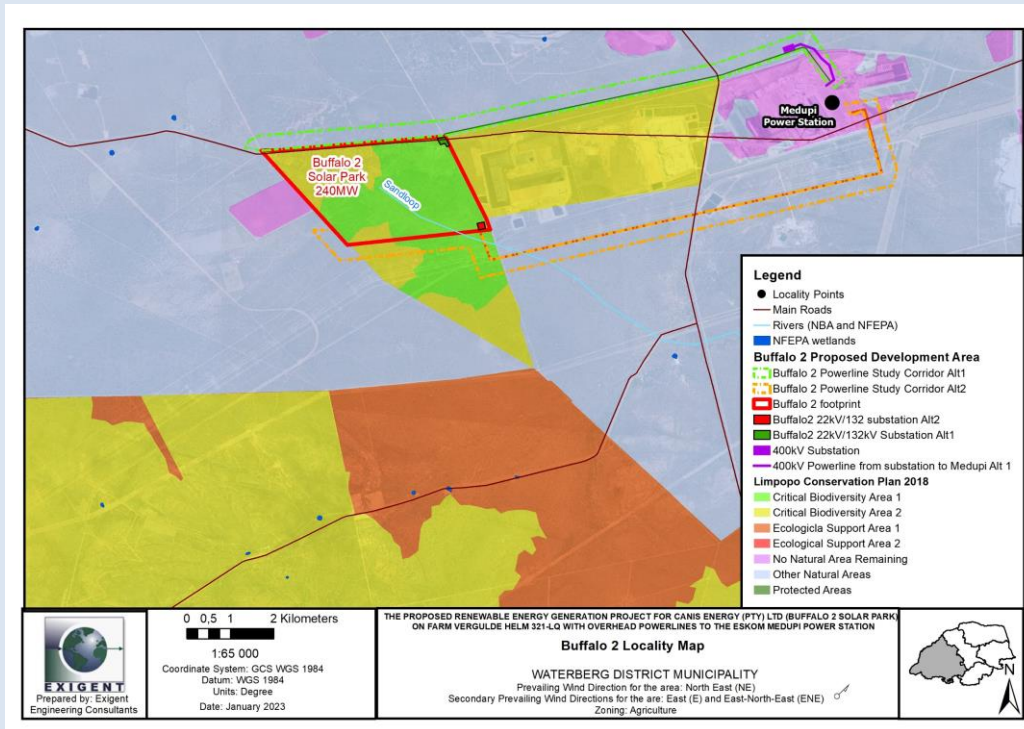 Medupi
Power Station
Buffalo 2
Solar Park
240MW
Sandloop
Legend
Locality Points
Main Roads
Rivers (NBA and NFEPA)
NFEPA wetlands
Buffalo 2 Proposed Development Area
Buffalo 2 Powerline Study Corridor Alt1
Buffalo 2 Powerline Study Corridor Alt2
Buffalo 2 footprint
Buffalo2 22kV/132 substation Alt2
Buffalo2 22kV/132kV Substation Alt1
400kV Substation
400kV Powerline from substation to Medupi Alt 1
Limpopo Conservation Plan 2018
Critical Biodiversity Area 1
Critical Biodiversity Area 2
Ecologicla Support Area 1
Ecological Support Area 2
No Natural Area Remaining
Other Natural Areas
Protected Areas
EXIGENT
Prepared by: Exigent
Engineering Consultants
0 0,5 1 2 Kilometers
1:65 000
Coordinate System: GCS WGS 1984
Datum: WGS 1984
Units: Degree
Date: January 2023
THE PROPOSED RENEWABLE ENERGY GENERATION PROJECT FOR CANIS ENERGY (PTY) LTD (BUFFALO 2 SOLAR PARK)
ON FARM VERGULDE HELM 321-LQ WITH OVERHEAD POWERLINES TO THE ESKOM MEDUPI POWER STATION
Buffalo 2 Locality Map
WATERBERG DISTRICT MUNICIPALITY
Prevailing Wind Direction for the area: North East (NE)
Secondary Prevailing Wind Directions for the are: East (E) and East-North-East (ENE)
Zoning: Agriculture
N